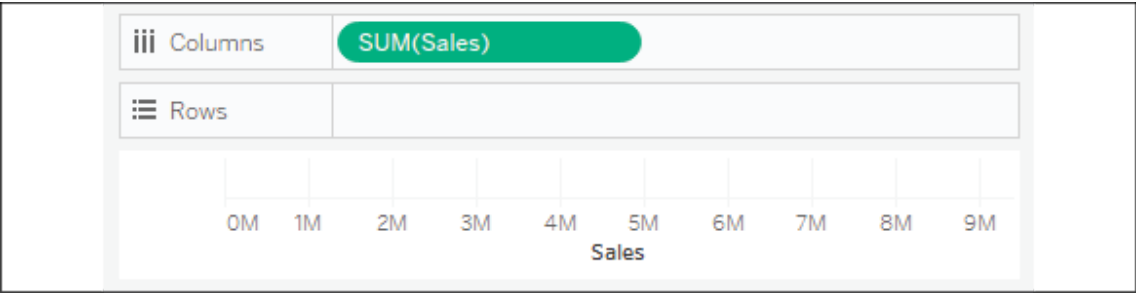 Columns SUM(Sales)
Rows
0M 1M 2M 3M 4M 5M 6M 7M 8M 9M
Sales